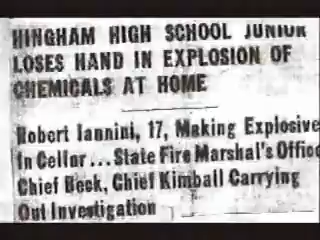 HINGHAM HIGH SCHOOL JUNIOR
LOSES HAND IN EXPLOSION OF
CHEMICALS AT HOME
Robert Iannini, 17, Making Explosive
In Cellar...State Fire Marshal's Office
Chief Beck, Chief Kimball Carrying
Out Investigation